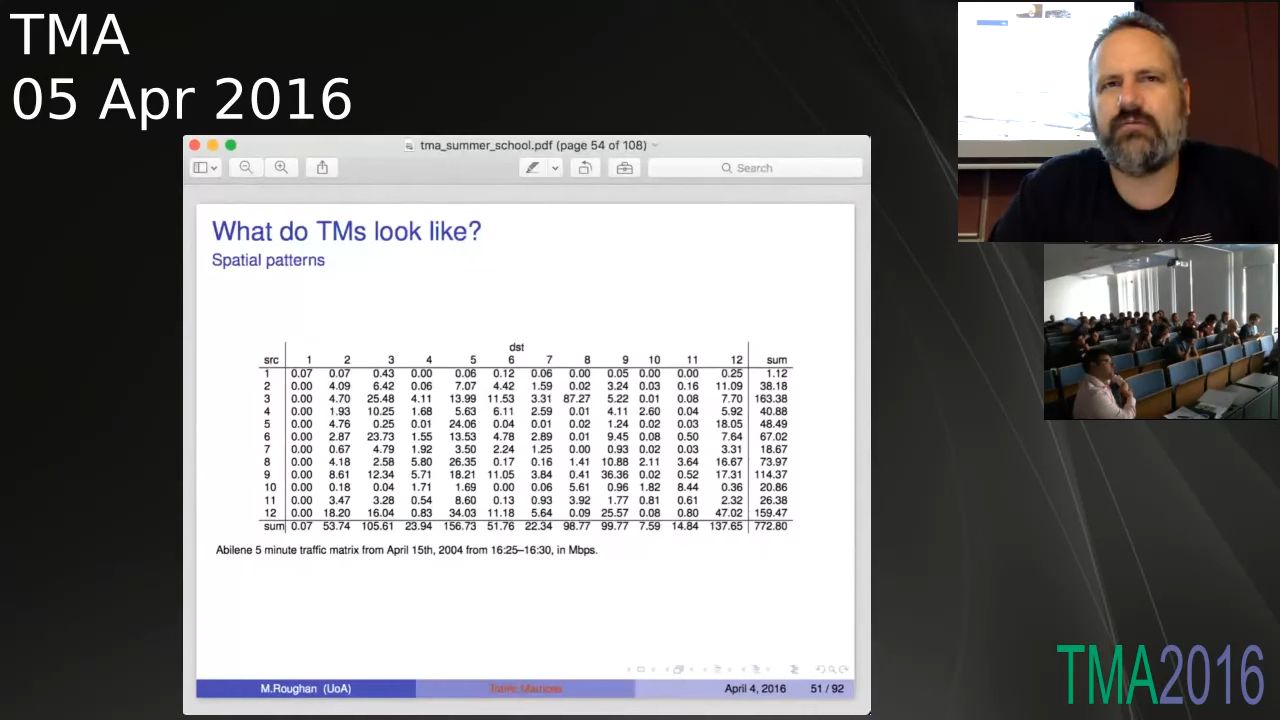 TMA
05 Apr 2016
tma_summer_school.pdf (page 54 of 108)
Search
What do TMs look like?
Spatial patterns
dst
src 1 2 3 4 5 6 7 8 9 10 11 12 sum
1 0.07 0.07 0.43 0.00 0.06 0.12 0.06 0.00 0.05 0.00 0.00 0.25 1.12
2 0.00 4.09 6.42 0.06 7.07 4.42 1.59 0.02 3.24 0.03 0.16 11.09 38.18
3 0.00 4.70 25.48 4.11 13.99 11.53 3.31 87.27 5.22 0.01 0.08 7.70 163.38
4 0.00 1.93 10.25 1.68 5.63 6.11 2.59 0.01 4.11 2.60 0.04 5.92 40.88
5 0.00 4.76 0.25 0.01 24.06 0.04 0.01 0.02 1.24 0.02 0.03 18.05 48.49
6 0.00 2.87 23.73 1.55 13.53 4.78 2.89 0.01 9.45 0.08 0.50 7.64 67.02
7 0.00 0.67 4.79 1.92 3.50 2.24 1.25 0.00 0.93 0.02 0.03 3.31 18.67
8 0.00 4.18 2.58 5.80 26.35 0.17 0.16 1.41 10.88 2.11 3.64 16.67 73.97
9 0.00 8.61 12.34 5.71 18.21 11.05 3.84 0.41 36.36 0.02 0.52 17.31 114.37
10 0.00 0.18 0.04 1.71 1.69 0.00 0.06 5.61 0.96 1.82 8.44 0.36 20.86
11 0.00 3.47 3.28 0.54 8.60 0.13 0.93 3.92 1.77 0.81 0.61 2.32 26.38
12 0.00 18.20 16.04 0.83 34.03 11.18 5.64 0.09 25.57 0.08 0.80 47.02 159.47
sum 0.07 53.74 105.61 23.94 156.73 51.76 22.34 98.77 99.77 7.59 14.84 137.65 772.80
Abilene 5 minute traffic matrix from April 15th, 2004 from 16:25–16:30, in Mbps.
M.Roughan (UoA) April 4, 2016 51 / 92
TMA2016